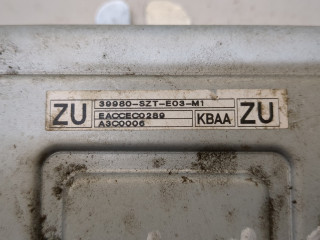 ZU 39980-SZT-E03-M1 ZU
EACCEC0289 KBAA
A3C0006